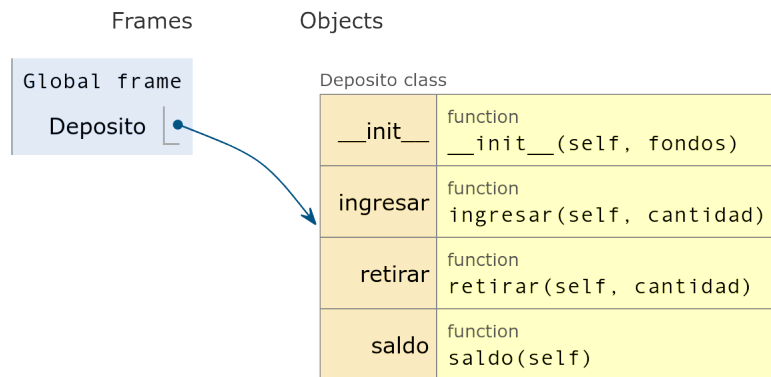 Frames Objects
Global frame
Deposito
Deposito class
__init__
function
__init__(self, fondos)
ingresar
function
ingresar(self, cantidad)
retirar
function
retirar(self, cantidad)
saldo
function
saldo(self)